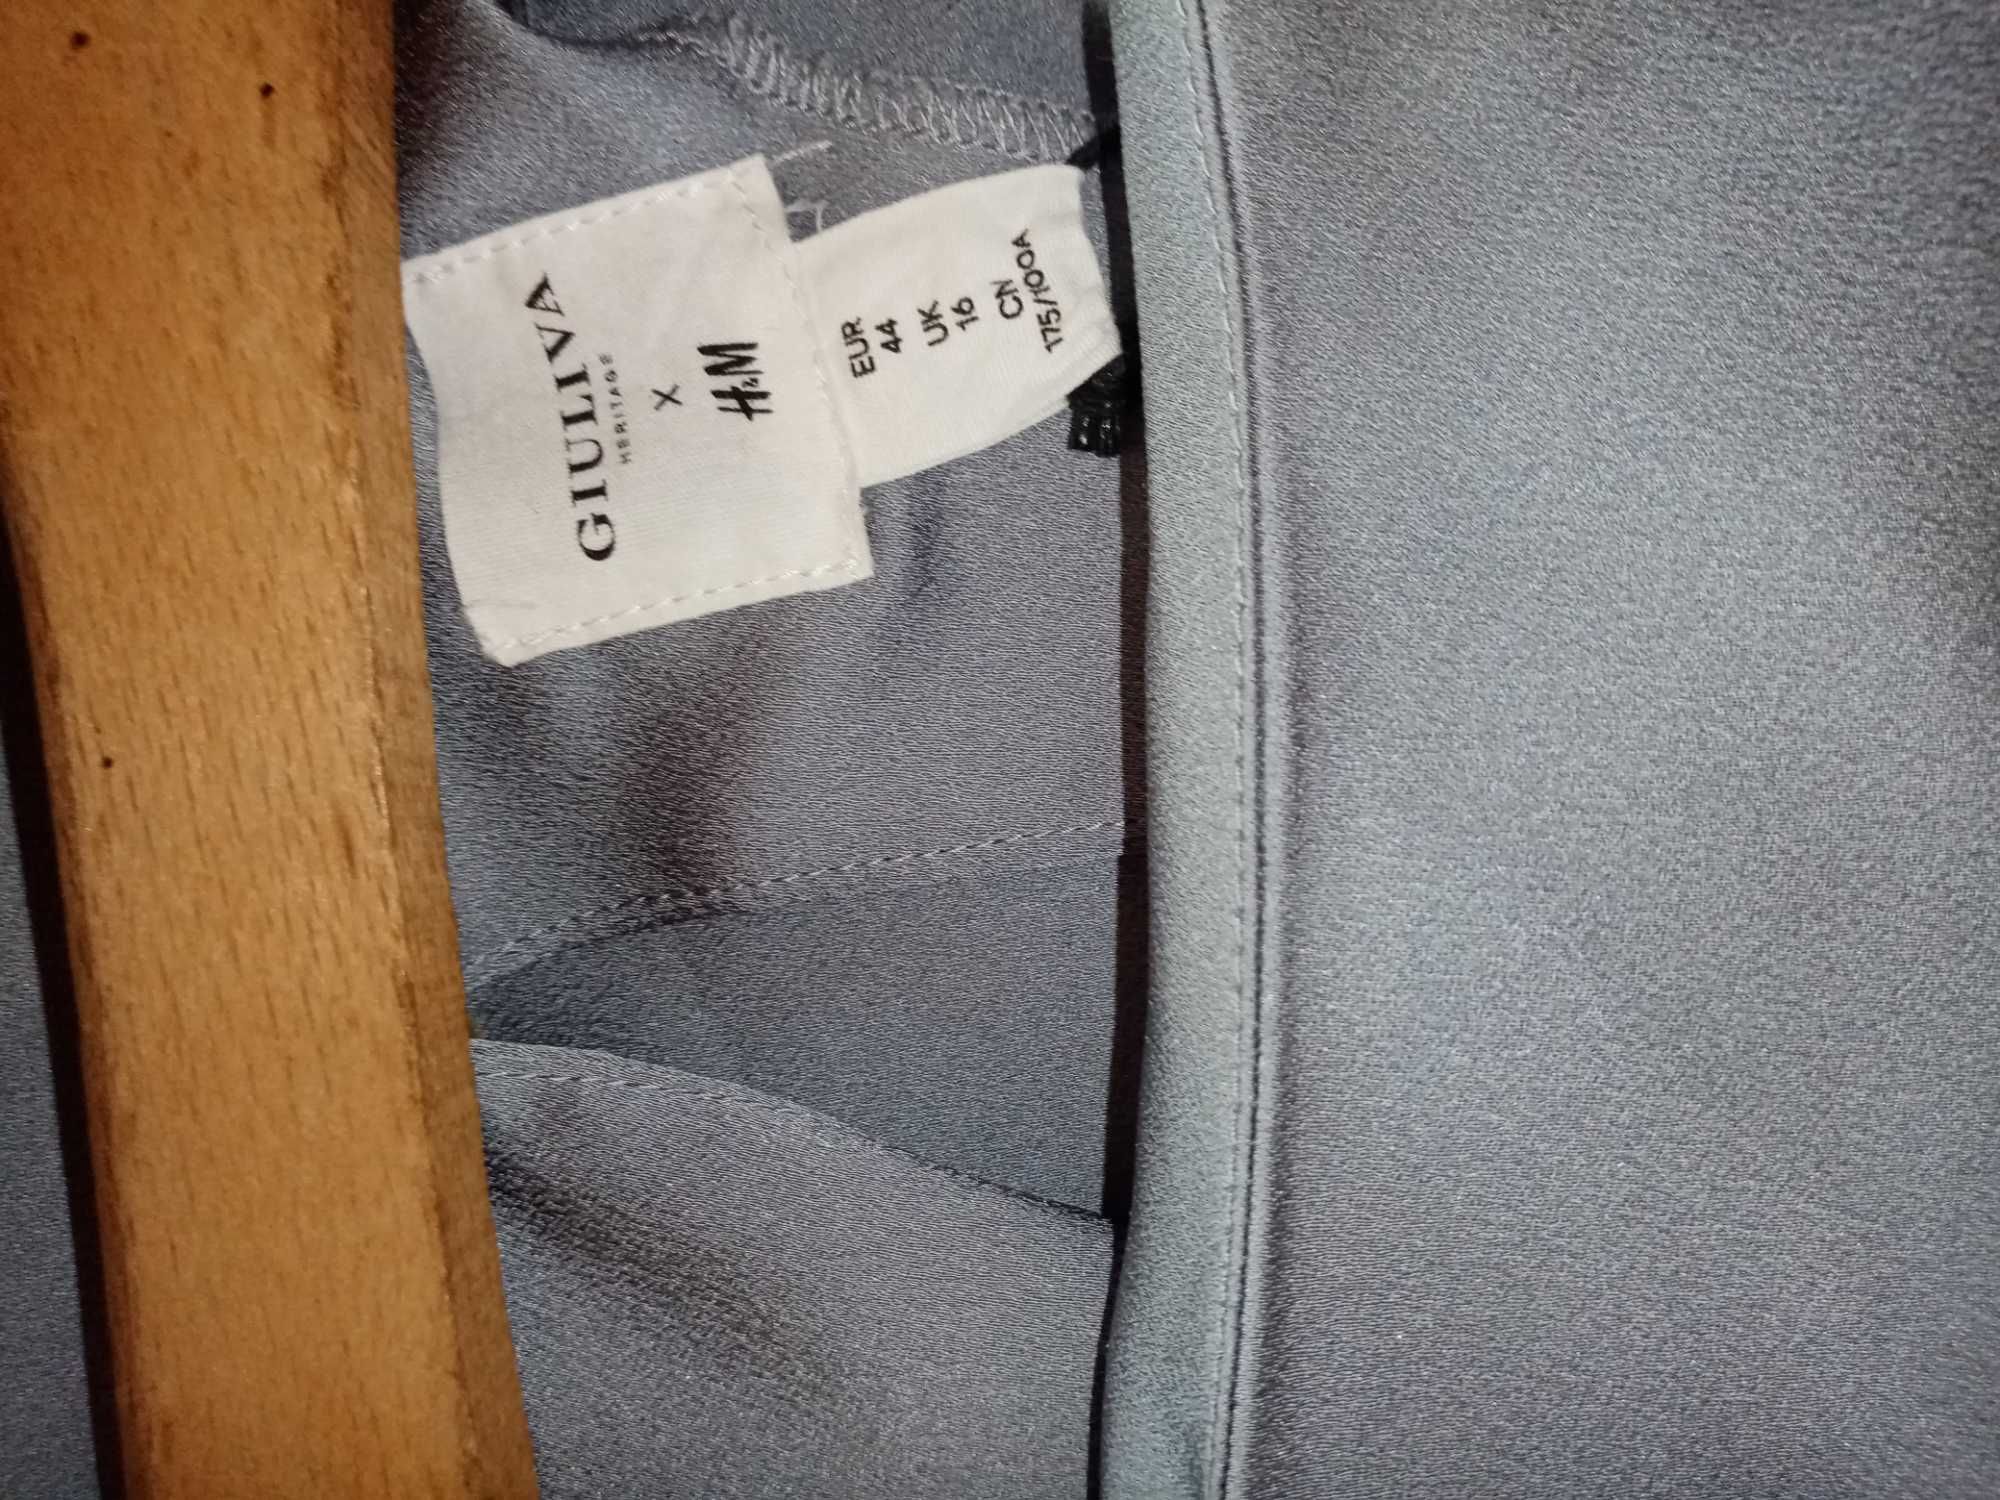 GIULIVA
HERITAGE
X
H&M
EUR
44
UK
16
CN
175/100A